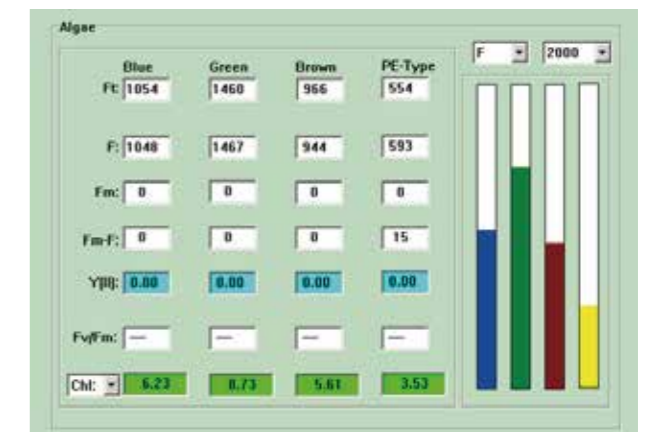 Algae
Blue Green Brown PE-Type
F 2000
Ft: 1054 1460 966 554
F: 1048 1467 944 593
Fm: 0 0 0 0
Fm-F: 0 0 0 15
Y(II): 0.00 0.00 0.00 0.00
Fv/Fm: --- --- --- ---
Chl: 6.23 8.73 5.61 3.53